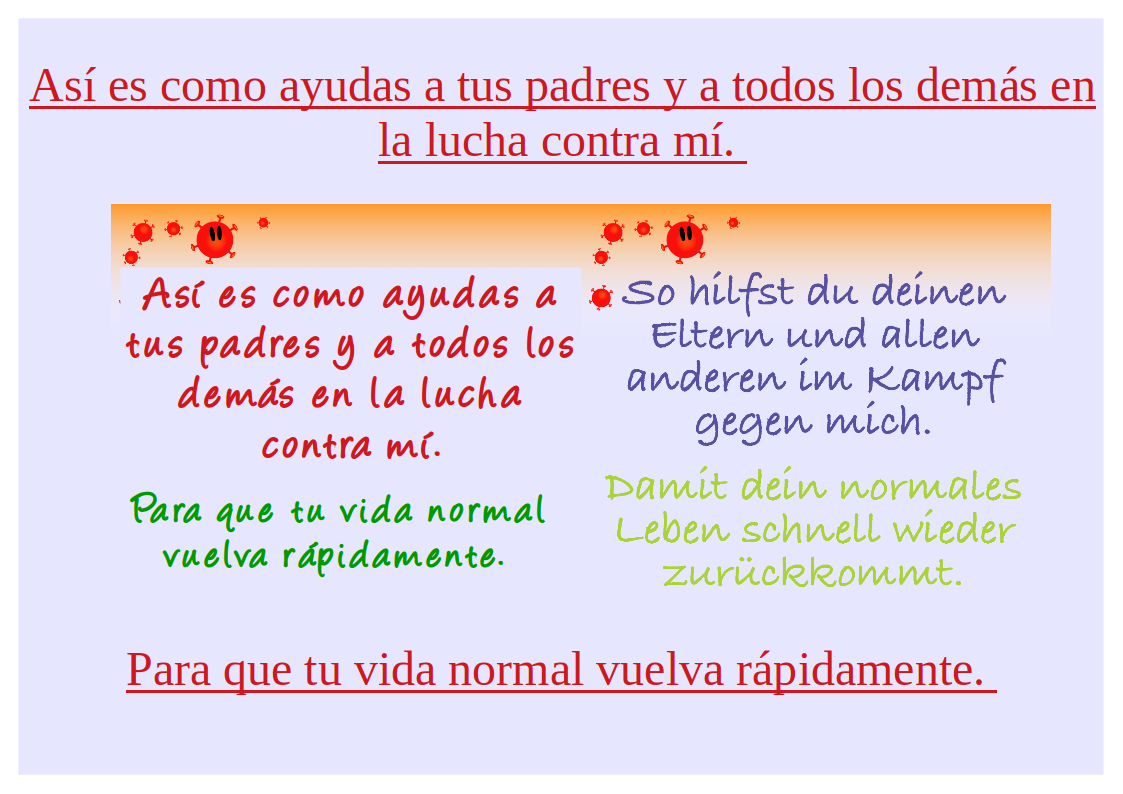 Así es como ayudas a tus padres y a todos los demás en
la lucha contra mí.
Así es como ayudas a
tus padres y a todos los
demás en la lucha
contra mí.
Para que tu vida normal
vuelva rápidamente.
So hilfst du deinen
Eltern und allen
anderen im Kampf
gegen mich.
Damit dein normales
Leben schnell wieder
zurückkommt.
Para que tu vida normal vuelva rápidamente.